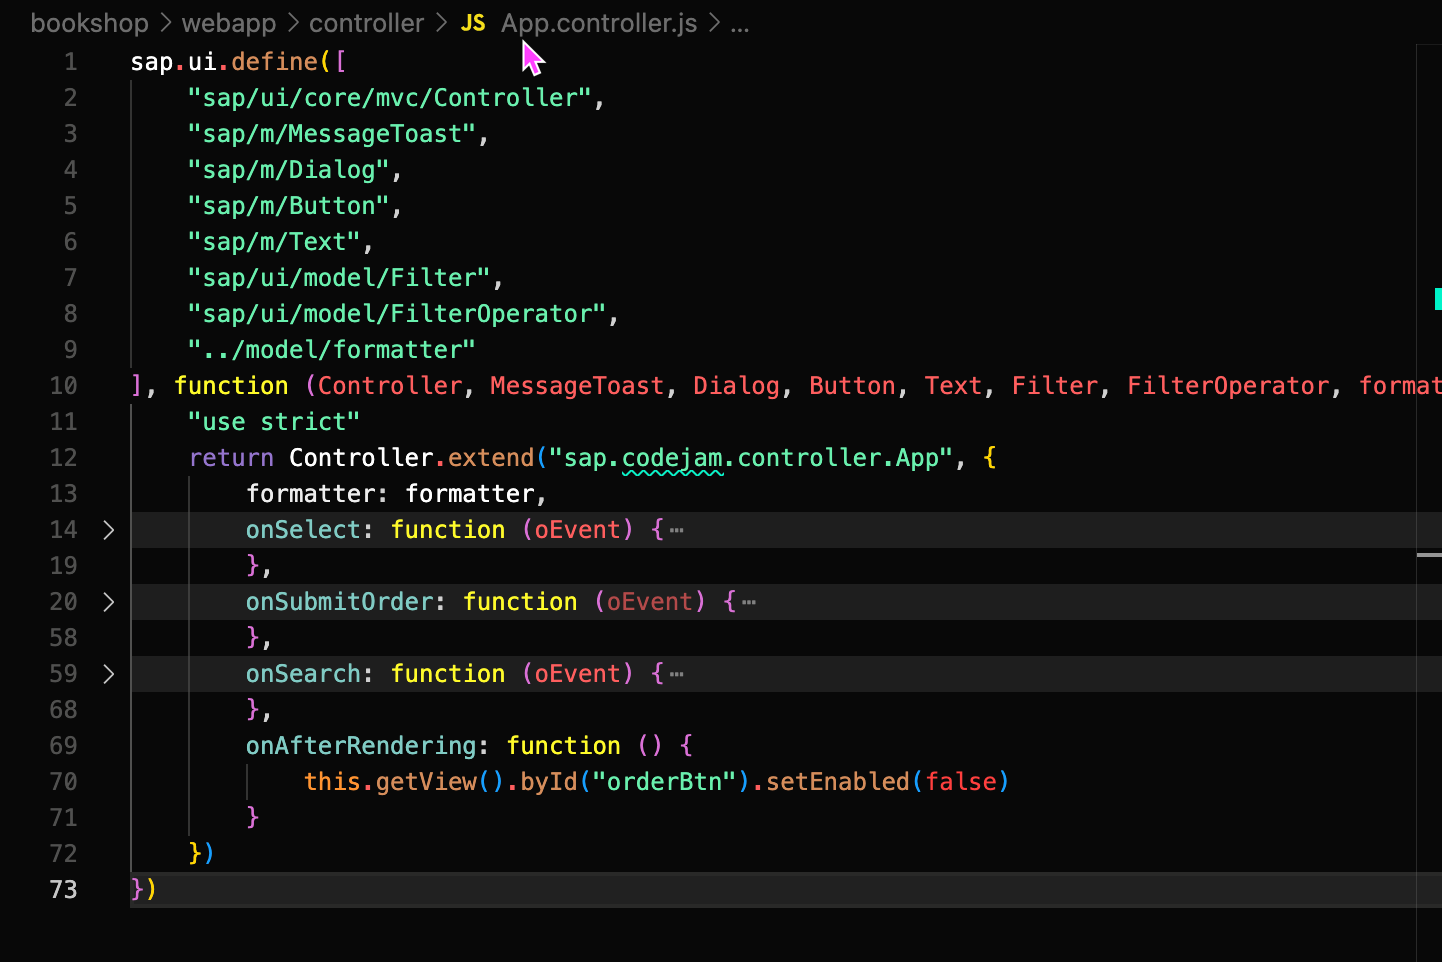 bookshop > webapp > controller > JS App.controller.js > ...
1 sap.ui.define([
2 "sap/ui/core/mvc/Controller",
3 "sap/m/MessageToast",
4 "sap/m/Dialog",
5 "sap/m/Button",
6 "sap/m/Text",
7 "sap/ui/model/Filter",
8 "sap/ui/model/FilterOperator",
9 "../model/formatter"
10 ], function (Controller, MessageToast, Dialog, Button, Text, Filter, FilterOperator, format
11 "use strict"
12 return Controller.extend("sap.codejam.controller.App", {
13 formatter: formatter,
14 > onSelect: function (oEvent) { ⋯
19 },
20 > onSubmitOrder: function (oEvent) { ⋯
58 },
59 > onSearch: function (oEvent) { ⋯
68 },
69 onAfterRendering: function () {
70 this.getView().byId("orderBtn").setEnabled(false)
71 }
72 })
73 })